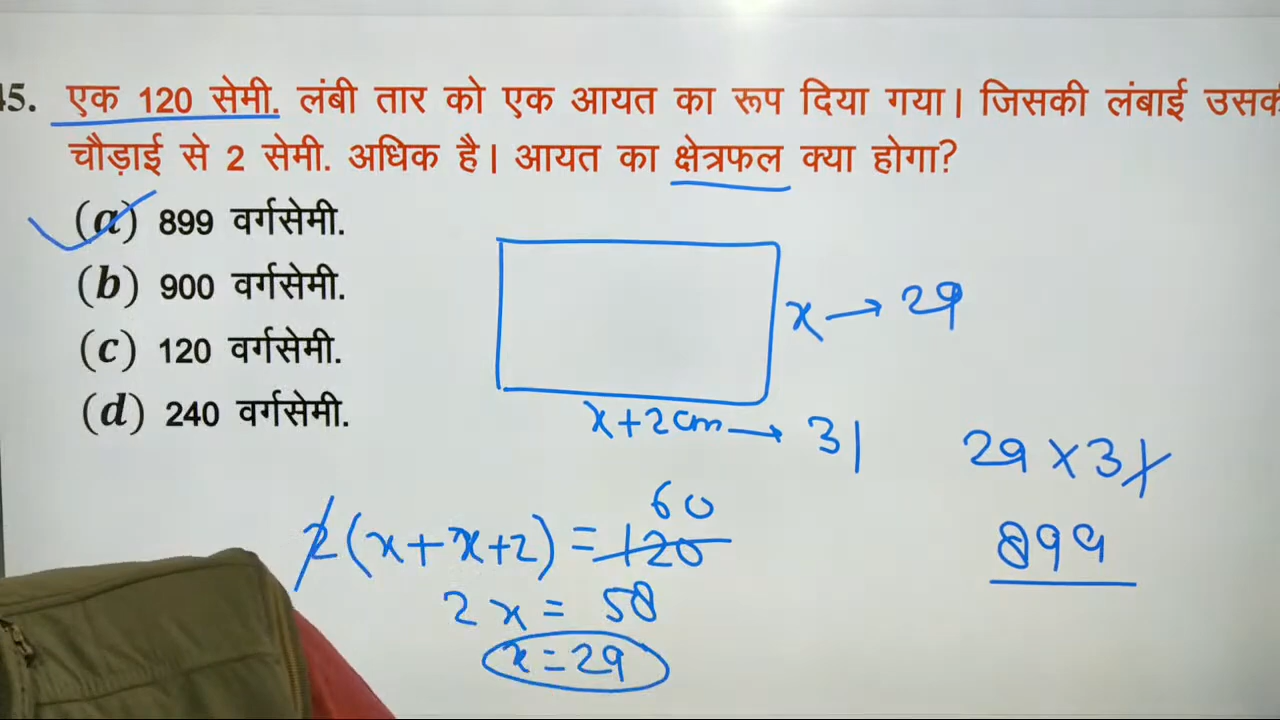 45. एक 120 सेमी. लंबी तार को एक आयत का रूप दिया गया। जिसकी लंबाई
चौड़ाई से 2 सेमी. अधिक है। आयत का क्षेत्रफल क्या होगा?
(a) 899 वर्गसेमी.
(b) 900 वर्गसेमी.
x → 29
(c) 120 वर्गसेमी.
(d) 240 वर्गसेमी.
x+2cm → 31
29 × 31
60
2(x+x+2) = 120
899
2x = 58
x = 29